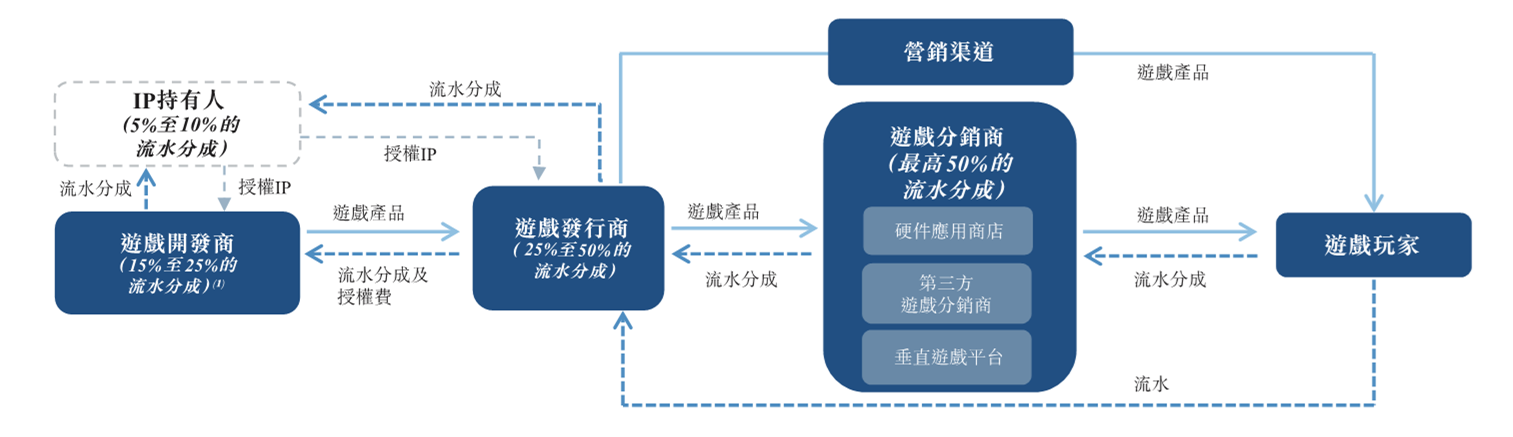 營銷渠道
遊戲產品
IP持有人
(5%至10%的
流水分成)
流水分成
授權IP
流水分成
授權IP
遊戲開發商
(15%至25%的
流水分成)(1)
遊戲產品
流水分成及
授權費
遊戲發行商
(25%至50%的
流水分成)
遊戲產品
流水分成
遊戲分銷商
(最高50%的
流水分成)
硬件應用商店
第三方
遊戲分銷商
垂直遊戲平台
遊戲產品
流水分成
遊戲玩家
流水